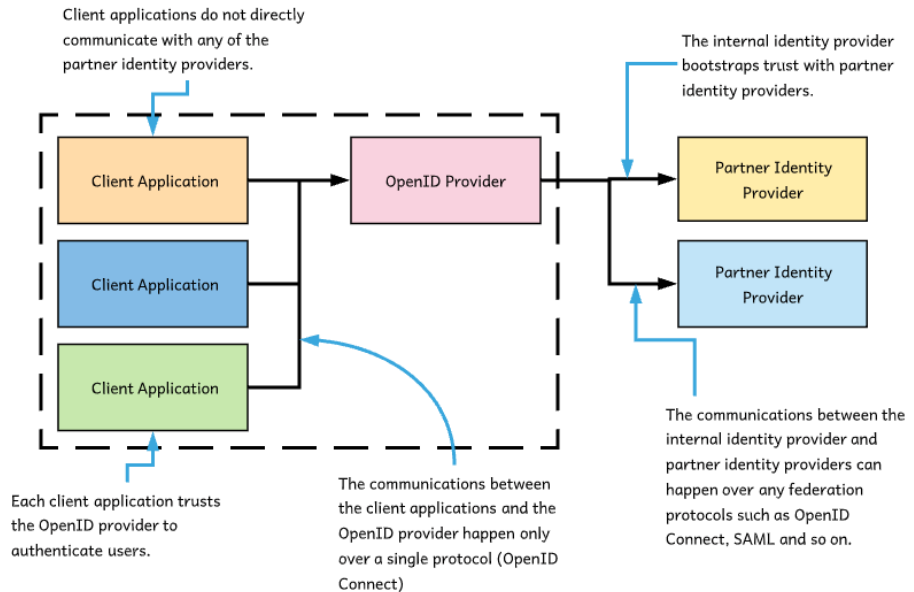 Client applications do not directly
communicate with any of the
partner identity providers.
The internal identity provider
bootstraps trust with partner
identity providers.
Client Application
OpenID Provider
Partner Identity
Provider
Client Application
Partner Identity
Provider
Client Application
Each client application trusts
the OpenID provider to
authenticate users.
The communications between
the client applications and the
OpenID provider happen only
over a single protocol (OpenID
Connect)
The communications between the
internal identity provider and
partner identity providers can
happen over any federation
protocols such as OpenID
Connect, SAML and so on.